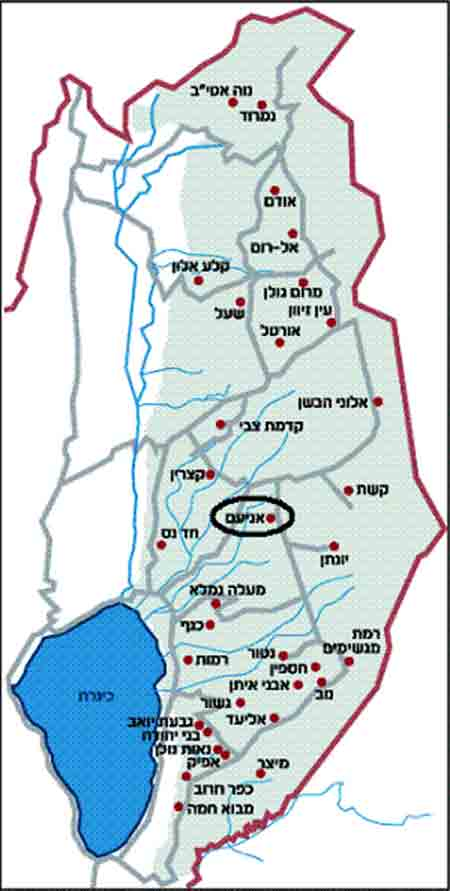 נוה אטי"ב
נמרוד
אודם
אל-רום
קלע אלון
מרום גולן
שעל
עין זיוון
אורטל
אלוני הבשן
קדמת צבי
קצרין
קשת
אניעם
חד נס
יונתן
מעלה גמלא
כנף
רמת
מגשימים
נטור
רמות
חספין
אבני איתן
נוב
כינרת
גשור
אליעד
גבעת יואב
בני יהודה
נאות גולן
אפיק
מיצר
כפר חרוב
מבוא חמה